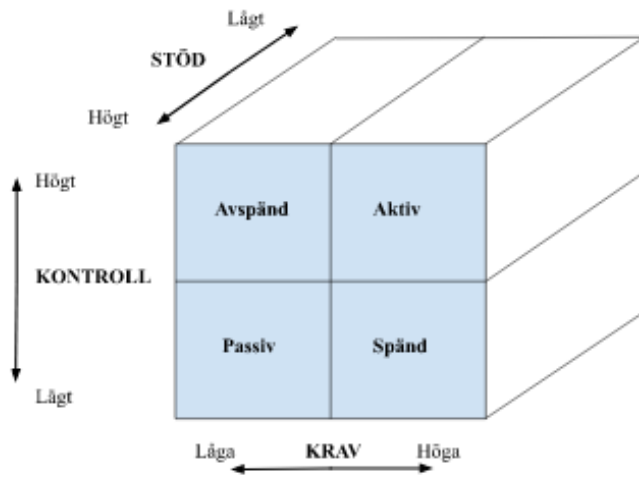 Lågt
STÖD
Högt
Högt
Avspänd Aktiv
KONTROLL
Passiv Spänd
Lågt
Låga KRAV Höga